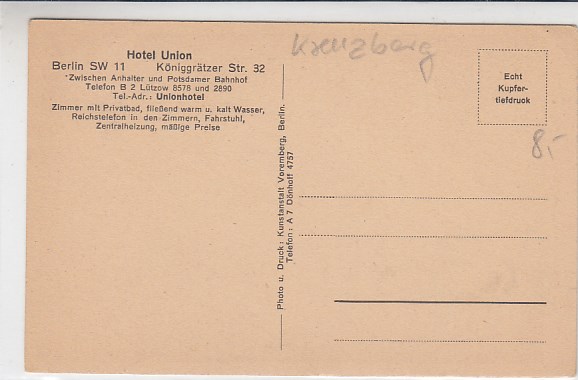 Hotel Union
Berlin SW 11 Königgrätzer Str. 32
Zwischen Anhalter und Potsdamer Bahnhof
Telefon B 2 Lützow 8578 und 2890
Tel.-Adr.: Unionhotel
Zimmer mit Privatbad, fließend warm u. kalt Wasser,
Reichstelefon in den Zimmern, Fahrstuhl,
Zentralheizung, mäßige Preise
Photo u. Druck: Kunstanstalt Voremberg, Berlin.
Telefon: A 7 Dönhoff 4757
Kreuzberg
Echt
Kupfer-
tiefdruck
8,-